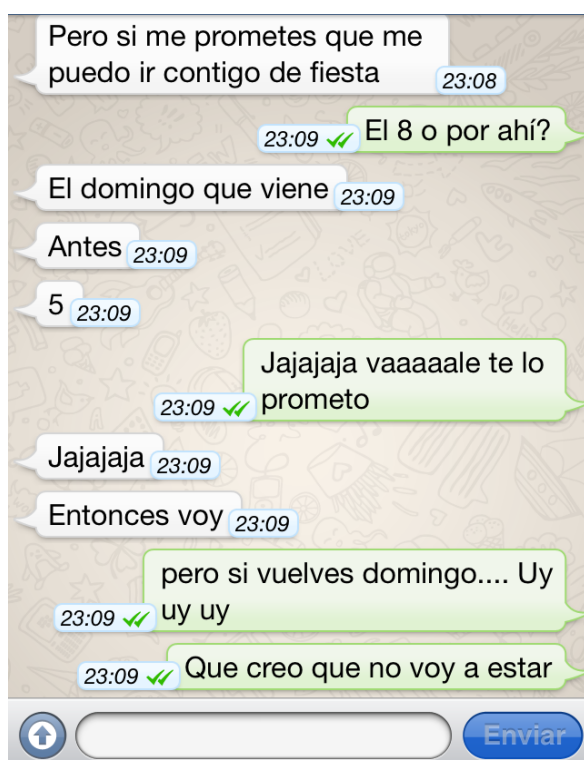 Pero si me prometes que me
puedo ir contigo de fiesta 23:08
23:09 El 8 o por ahí?
El domingo que viene 23:09
Antes 23:09
5 23:09
Jajajaja vaaaaale te lo
23:09 prometo
Jajajaja 23:09
Entonces voy 23:09
pero si vuelves domingo.... Uy
23:09 uy uy
23:09 Que creo que no voy a estar
Enviar